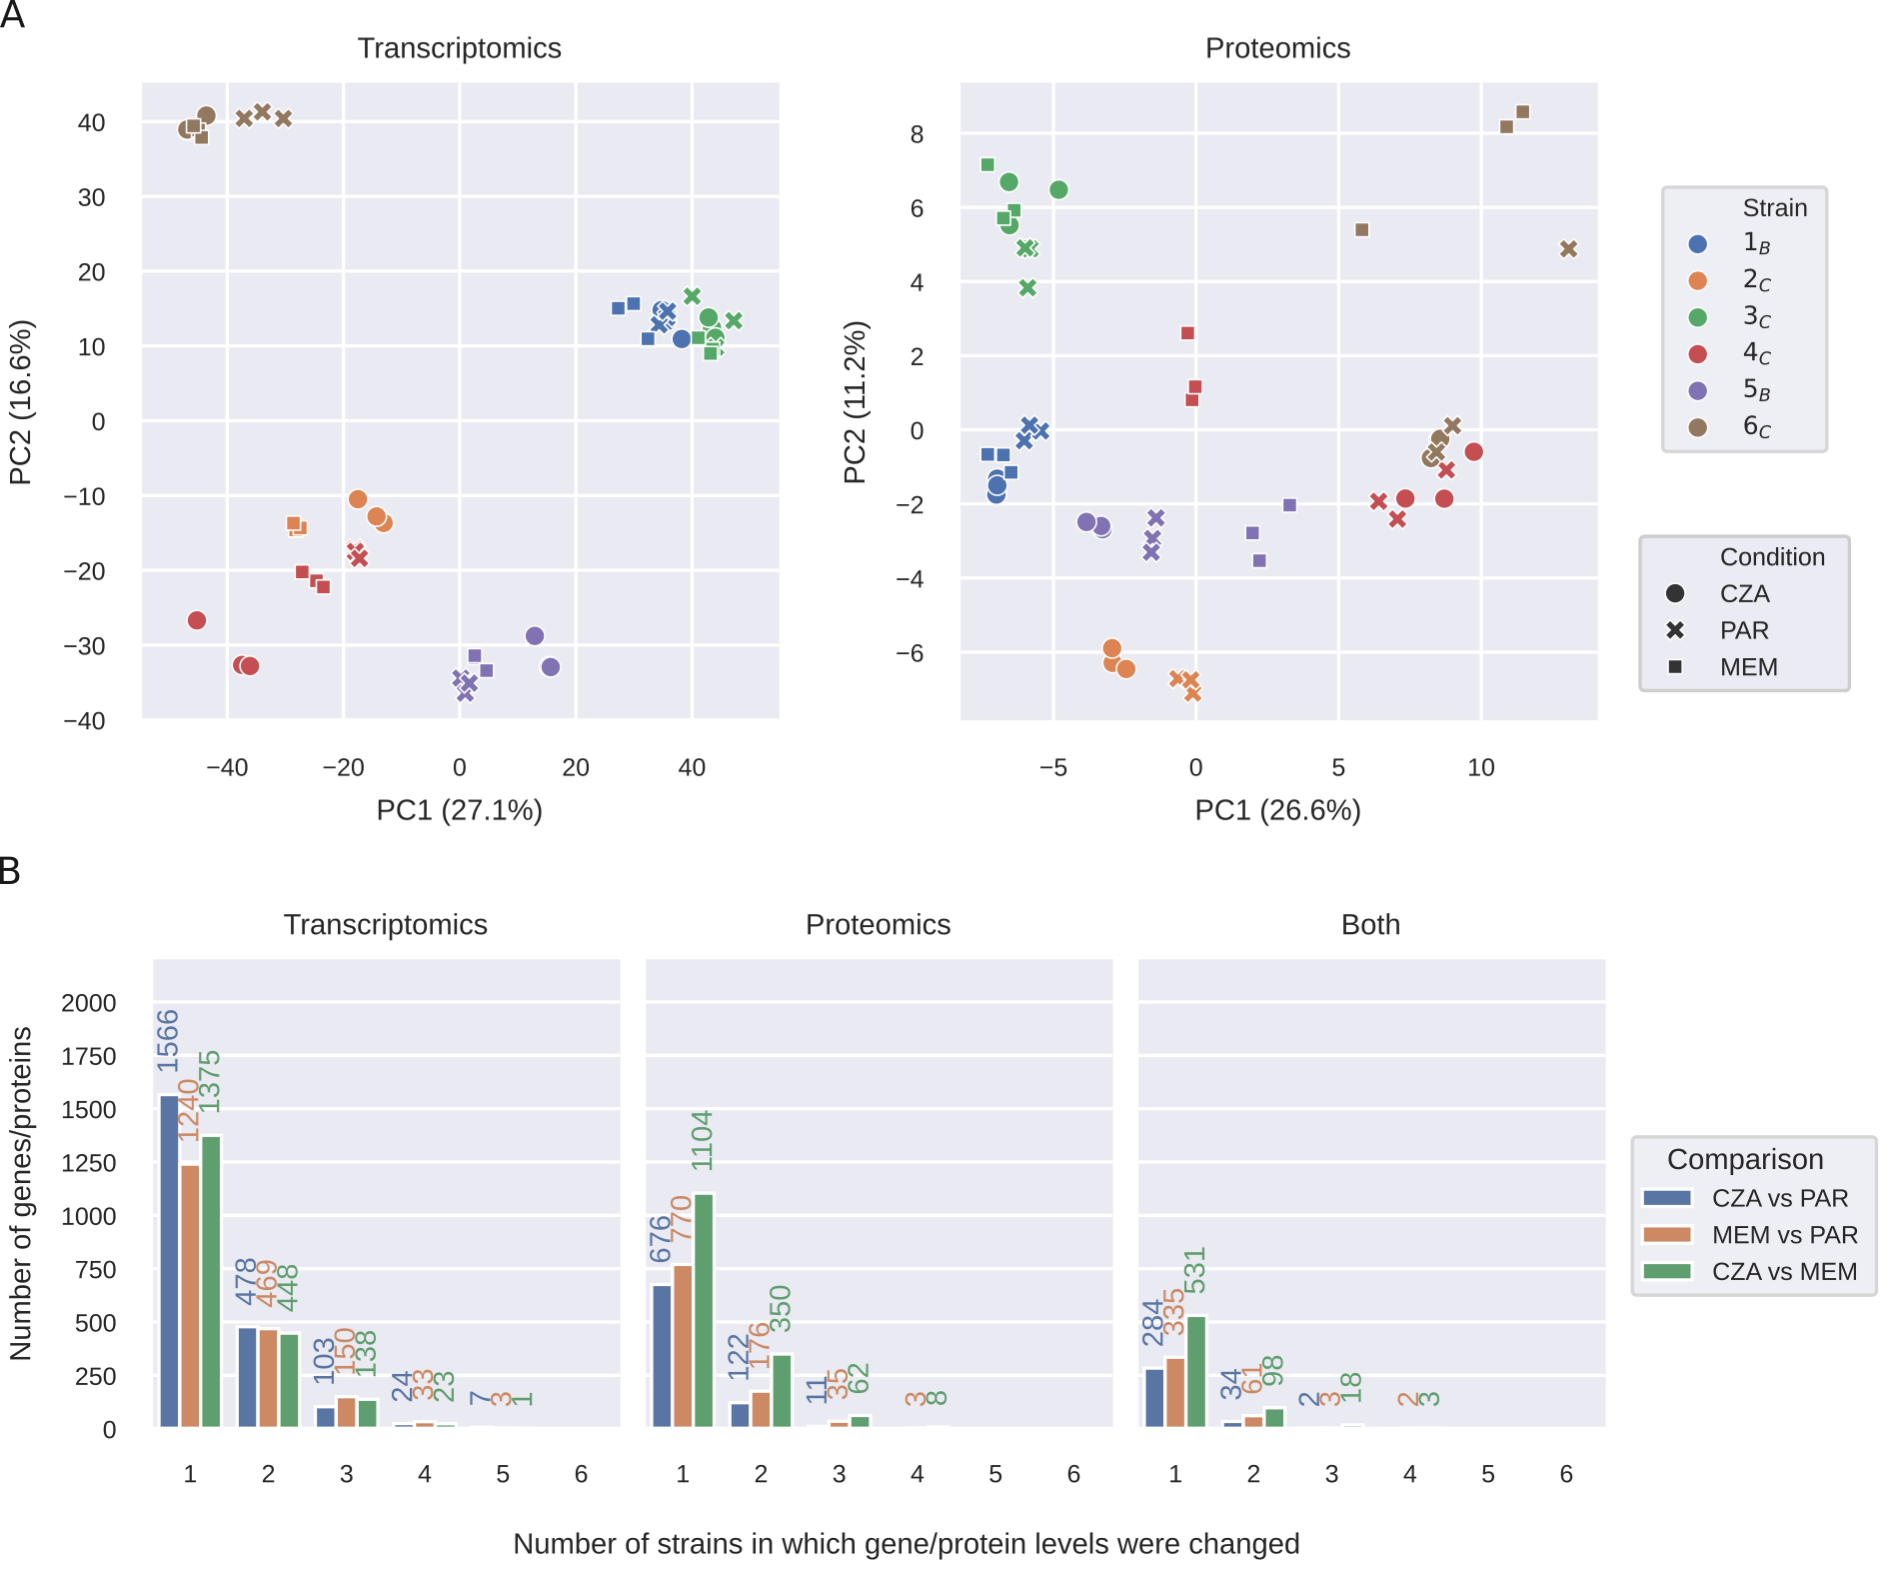 A
Transcriptomics
Proteomics
40
30
20
10
0
−10
−20
−30
−40
PC2 (16.6%)
−40 −20 0 20 40
PC1 (27.1%)
8
6
4
2
0
−2
−4
−6
PC2 (11.2%)
−5 0 5 10
PC1 (26.6%)
Strain
1B
2C
3C
4C
5B
6C
Condition
CZA
PAR
MEM
B
Transcriptomics
Proteomics
Both
Number of genes/proteins
2000
1750
1500
1250
1000
750
500
250
0
1566 1240 1375
478 469 448
103 150 138
24 33 23
7 3 1
1 2 3 4 5 6
676 770 1104
122 176 350
11 35 62
3 8
1 2 3 4 5 6
284 335 531
34 61 98
2 3 18
2 3
1 2 3 4 5 6
Number of strains in which gene/protein levels were changed
Comparison
CZA vs PAR
MEM vs PAR
CZA vs MEM